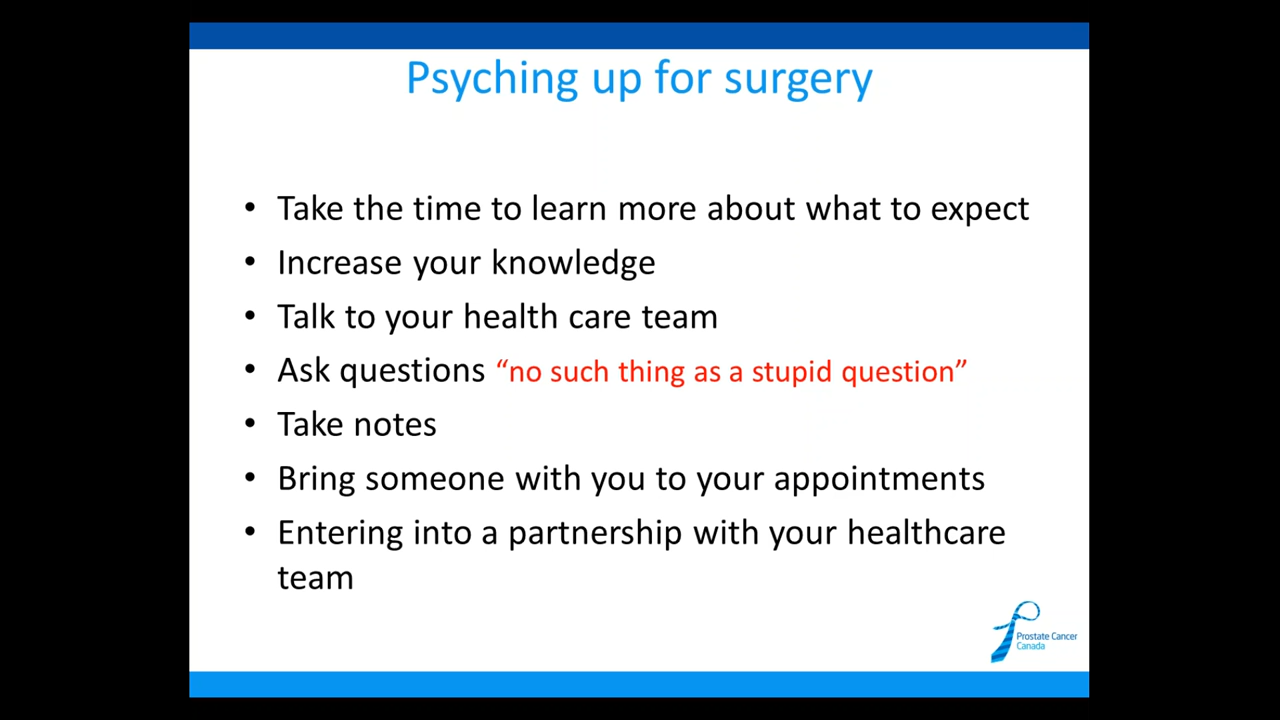 Psyching up for surgery
• Take the time to learn more about what to expect
• Increase your knowledge
• Talk to your health care team
• Ask questions “no such thing as a stupid question”
• Take notes
• Bring someone with you to your appointments
• Entering into a partnership with your healthcare
team
Prostate Cancer
Canada